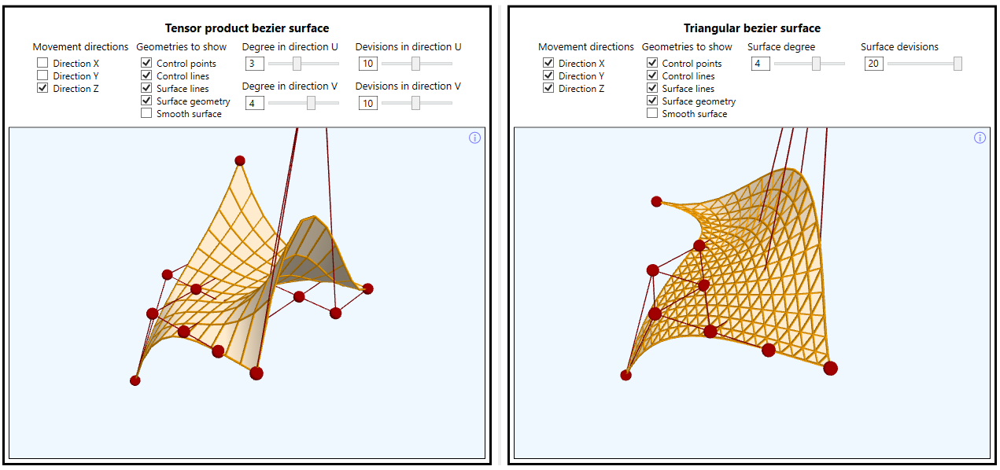 Tensor product bezier surface
Movement directions
Direction X
Direction Y
Direction Z
Geometries to show
Control points
Control lines
Surface lines
Surface geometry
Smooth surface
Degree in direction U
3
Degree in direction V
4
Devisions in direction U
10
Devisions in direction V
10
Triangular bezier surface
Movement directions
Direction X
Direction Y
Direction Z
Geometries to show
Control points
Control lines
Surface lines
Surface geometry
Smooth surface
Surface degree
4
Surface devisions
20